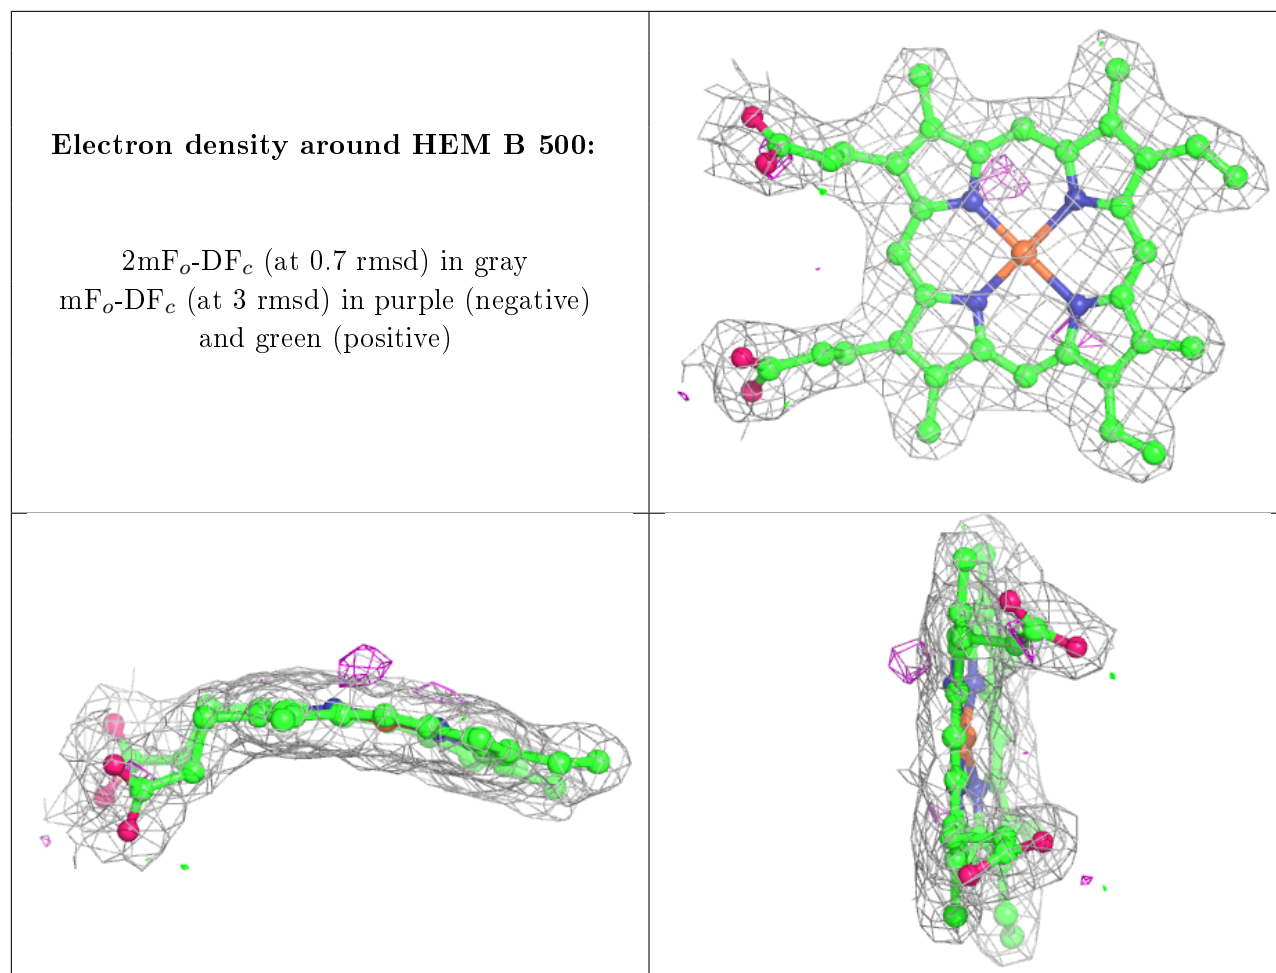 Electron density around HEM B 500:
2mFo-DFc (at 0.7 rmsd) in gray
mFo-DFc (at 3 rmsd) in purple (negative)
and green (positive)